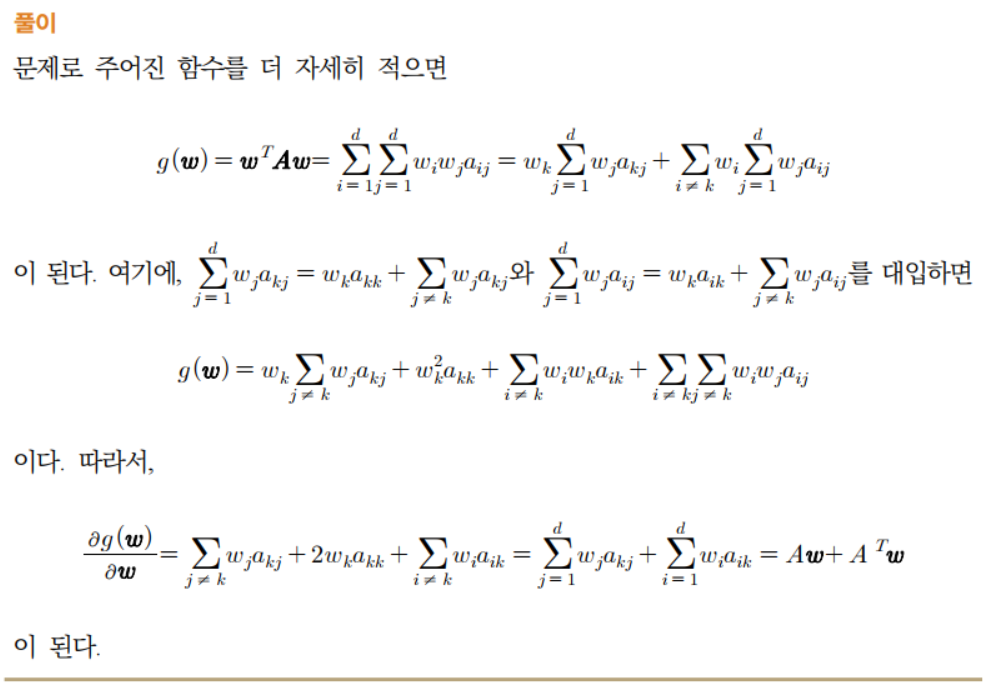 풀이
문제로 주어진 함수를 더 자세히 적으면
$g(\boldsymbol{w}) = \boldsymbol{w}^T \boldsymbol{A}\boldsymbol{w} = \sum_{i=1}^{d} \sum_{j=1}^{d} w_i w_j a_{ij} = w_k \sum_{j=1}^{d} w_j a_{kj} + \sum_{i \neq k} w_i \sum_{j=1}^{d} w_j a_{ij}$
이 된다. 여기에, $\sum_{j=1}^{d} w_j a_{kj} = w_k a_{kk} + \sum_{j \neq k} w_j a_{kj}$와 $\sum_{j=1}^{d} w_j a_{ij} = w_k a_{ik} + \sum_{j \neq k} w_j a_{ij}$를 대입하면
$g(\boldsymbol{w}) = w_k \sum_{j \neq k} w_j a_{kj} + w_k^2 a_{kk} + \sum_{i \neq k} w_i w_k a_{ik} + \sum_{i \neq k} \sum_{j \neq k} w_i w_j a_{ij}$
이다. 따라서,
$\frac{\partial g(\boldsymbol{w})}{\partial \boldsymbol{w}} = \sum_{j \neq k} w_j a_{kj} + 2w_k a_{kk} + \sum_{i \neq k} w_i a_{ik} = \sum_{j=1}^{d} w_j a_{kj} + \sum_{i=1}^{d} w_i a_{ik} = A\boldsymbol{w} + A^T \boldsymbol{w}$
이 된다.